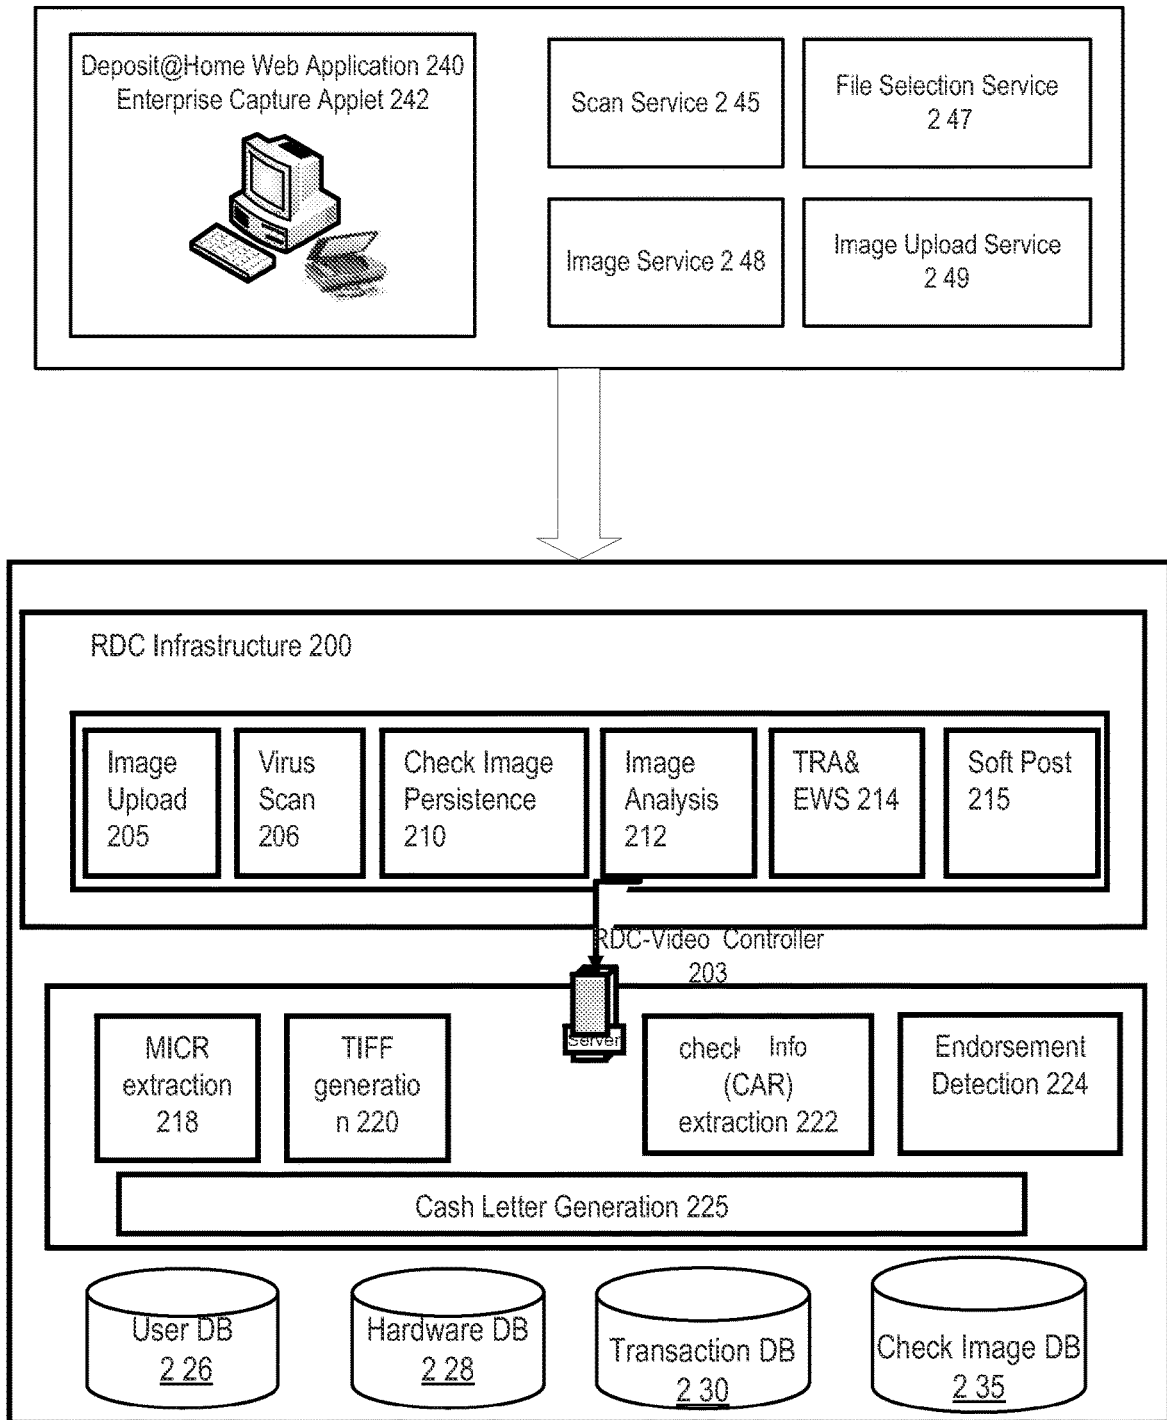 Deposit@Home Web Application 240
Enterprise Capture Applet 242
Scan Service 2 45
File Selection Service
2 47
Image Service 2 48
Image Upload Service
2 49
RDC Infrastructure 200
Image
Upload
205
Virus
Scan
206
Check Image
Persistence
210
Image
Analysis
212
TRA&
EWS 214
Soft Post
215
RDC-Video Controller
203
Server
MICR
extraction
218
TIFF
generatio
n 220
check Info
(CAR)
extraction 222
Endorsement
Detection 224
Cash Letter Generation 225
User DB
2 26
Hardware DB
2 28
Transaction DB
2 30
Check Image DB
2 35